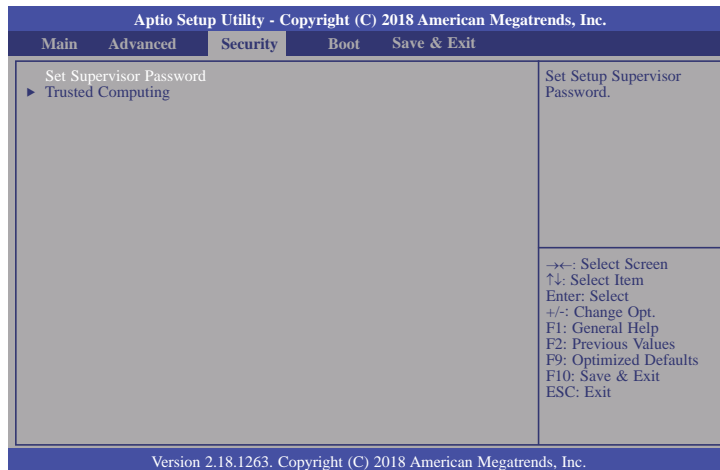 Aptio Setup Utility - Copyright (C) 2018 American Megatrends, Inc.
Main Advanced Security Boot Save & Exit
Set Supervisor Password
► Trusted Computing
Set Setup Supervisor
Password.
→←: Select Screen
↑↓: Select Item
Enter: Select
+/-: Change Opt.
F1: General Help
F2: Previous Values
F9: Optimized Defaults
F10: Save & Exit
ESC: Exit
Version 2.18.1263. Copyright (C) 2018 American Megatrends, Inc.